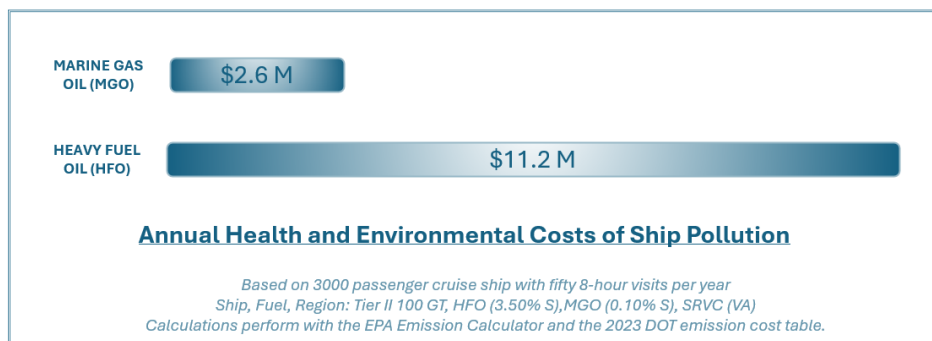 MARINE GAS
OIL (MGO)
$2.6 M
HEAVY FUEL
OIL (HFO)
$11.2 M
Annual Health and Environmental Costs of Ship Pollution
Based on 3000 passenger cruise ship with fifty 8-hour visits per year
Ship, Fuel, Region: Tier II 100 GT, HFO (3.50% S),MGO (0.10% S), SRVC (VA)
Calculations perform with the EPA Emission Calculator and the 2023 DOT emission cost table.